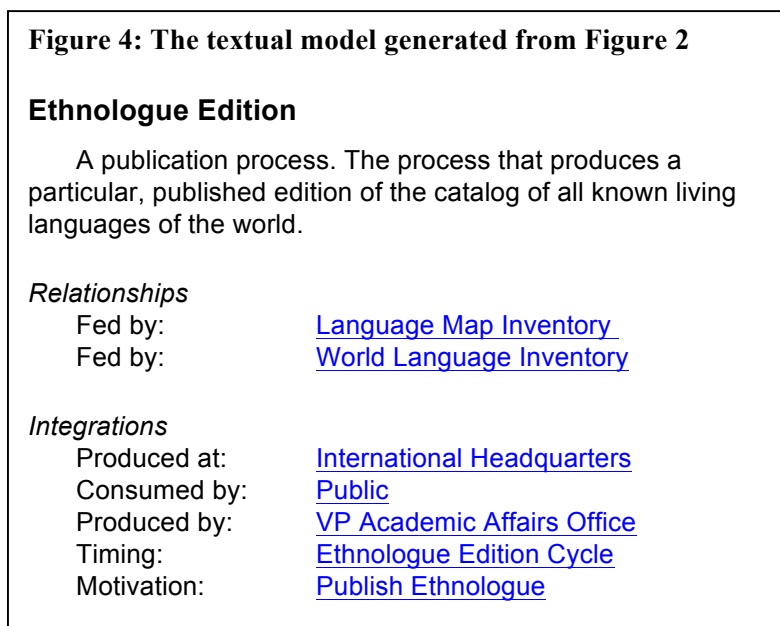 Figure 4: The textual model generated from Figure 2
Ethnologue Edition
A publication process. The process that produces a
particular, published edition of the catalog of all known living
languages of the world.
Relationships
Fed by: Language Map Inventory
Fed by: World Language Inventory
Integrations
Produced at: International Headquarters
Consumed by: Public
Produced by: VP Academic Affairs Office
Timing: Ethnologue Edition Cycle
Motivation: Publish Ethnologue